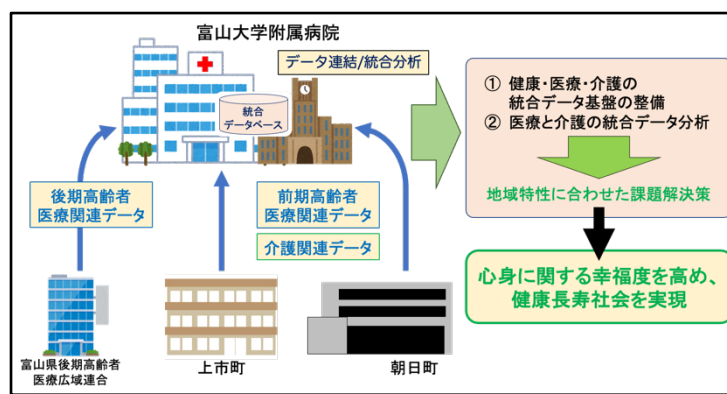 富山大学附属病院
データ連結/統合分析
統合
データベース
後期高齢者
医療関連データ
前期高齢者
医療関連データ
介護関連データ
富山県後期高齢者
医療広域連合
上市町
朝日町
① 健康・医療・介護の
統合データ基盤の整備
② 医療と介護の統合データ分析
地域特性に合わせた課題解決策
心身に関する幸福度を高め、
健康長寿社会を実現